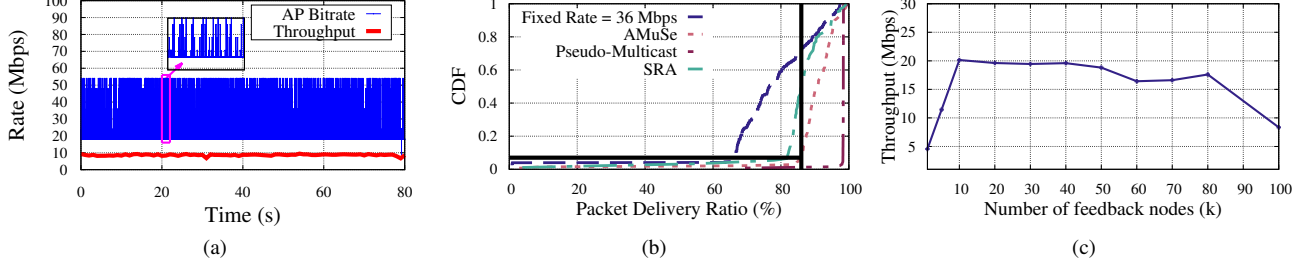 100
90
80
70
60
50
40
30
20
10
0
Rate (Mbps)
AP Bitrate
Throughput
0 20 40 60 80
Time (s)
(a)
1
0.8
0.6
0.4
0.2
0
CDF
Fixed Rate = 36 Mbps
AMuSe
Pseudo-Multicast
SRA
0 20 40 60 80 100
Packet Delivery Ratio (%)
(b)
30
25
20
15
10
5
Throughput (Mbps)
10 20 30 40 50 60 70 80 90 100
Number of feedback nodes (k)
(c)